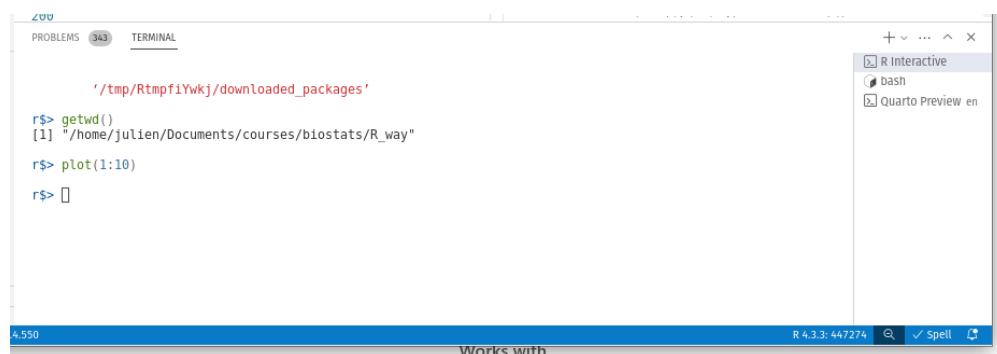 200
PROBLEMS 343 TERMINAL
R Interactive
bash
Quarto Preview en
‘/tmp/RtmpfiYwkj/downloaded_packages’
r$> getwd()
[1] "/home/julien/Documents/courses/biostats/R_way"
r$> plot(1:10)
r$>
4.550 R 4.3.3: 447274 Spell
Works with